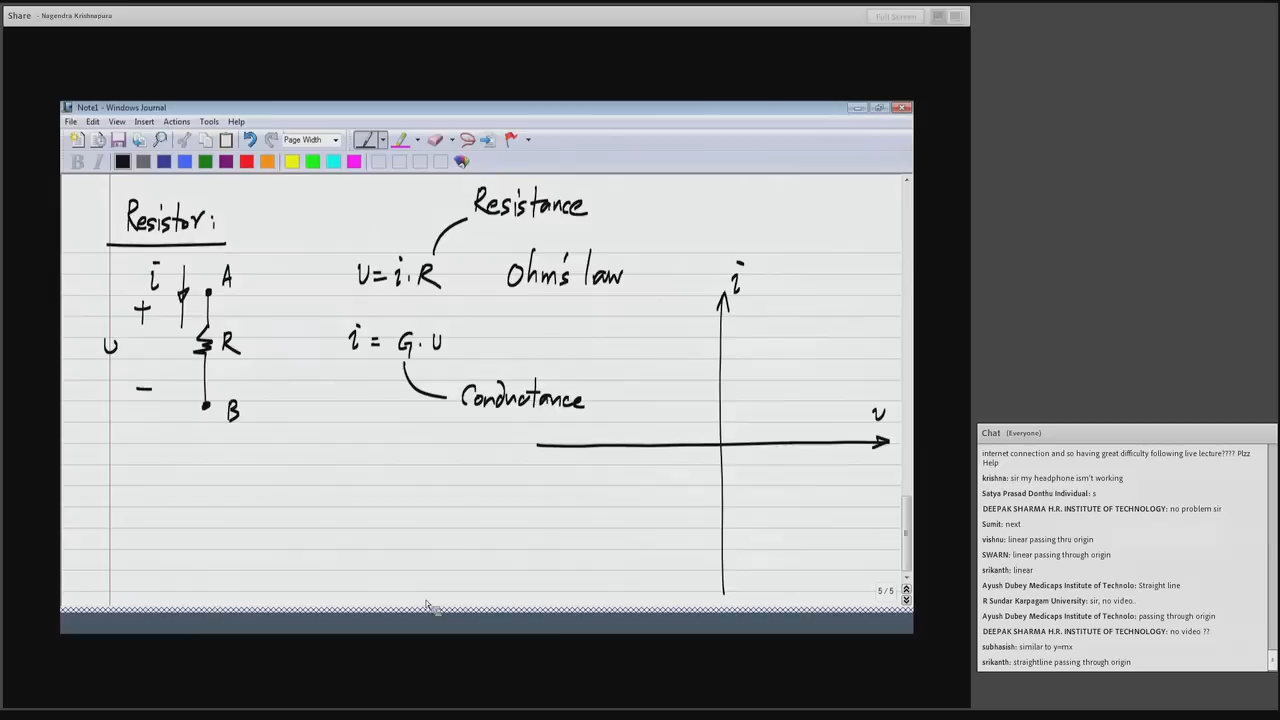 Share - Nagendra Krishnapura
Full Screen
Note1 - Windows Journal
File Edit View Insert Actions Tools Help
Page Width
B I
Resistor:
Resistance
i
A
v = i . R
Ohm's law
i
+
v
R
i = G . v
-
B
Conductance
v
5 / 5
Chat (Everyone)
internet connection and so having great difficulty following live lecture???? Plzz
Help
krishna: sir my headphone ism't working
Satya Prasad Donthu Individual: s
DEEPAK SHARMA H.R. INSTITUTE OF TECHNOLOGY: no problem sir
Sumit: next
vishnu: linear passing thru origin
SWARN: linear passing through origin
srikanth: linear
Ayush Dubey Medicaps Institute of Technolo: Straight line
R Sundar Karpagam University: sir, no video..
Ayush Dubey Medicaps Institute of Technolo: passing through origin
DEEPAK SHARMA H.R. INSTITUTE OF TECHNOLOGY: no video ??
subhasish: similar to y=mx
srikanth: straightline passing through origin